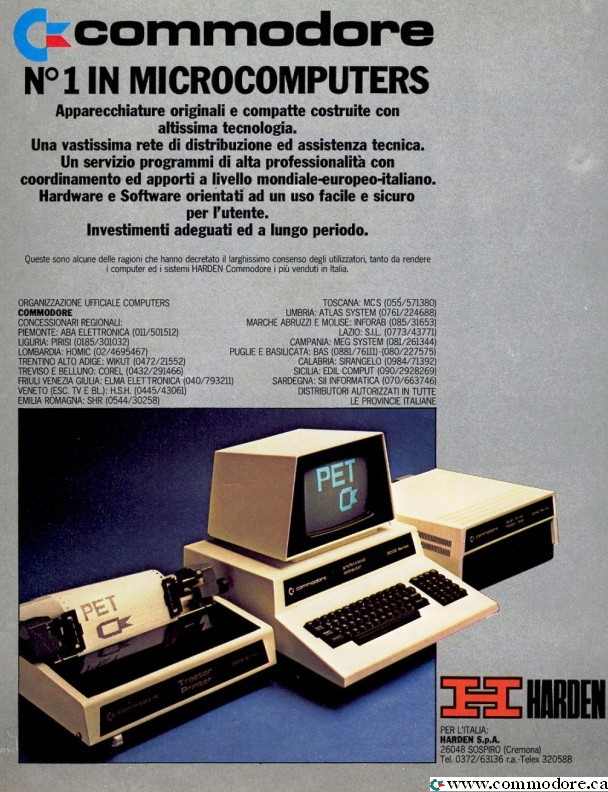 commodore
N° 1 IN MICROCOMPUTERS
Apparecchiature originali e compatte costruite con
altissima tecnologia.
Una vastissima rete di distribuzione ed assistenza tecnica.
Un servizio programmi di alta professionalità con
coordinamento ed apporti a livello mondiale-europeo-italiano.
Hardware e Software orientati ad un uso facile e sicuro
per l'utente.
Investimenti adeguati ed a lungo periodo.
Queste sono alcune delle ragioni che hanno decretato il larghissimo consenso degli utilizzatori, tanto da rendere
i computer ed i sistemi HARDEN Commodore i più venduti in Italia.
ORGANIZZAZIONE UFFICIALE COMPUTERS
COMMODORE
CONCESSIONARI REGIONALI:
PIEMONTE: ABA ELETTRONICA (011/501512)
LIGURIA: PIRISI (0185/301032)
LOMBARDIA: HOMIC (02/4695467)
TRENTINO ALTO ADIGE: WIKUT (0472/21552)
TREVISO E BELLUNO: COREL (0432/291466)
FRIULI VENEZIA GIULIA: ELMA ELETTRONICA (040/793211)
VENETO (ESC. TV E BL.): H.S.H. (0445/43061)
EMILIA ROMAGNA: SHR (0544/30258)
TOSCANA: MCS (055/571380)
UMBRIA: ATLAS SYSTEM (0761/224688)
MARCHE ABRUZZI E MOLISE: INFORAB (085/31653)
LAZIO: S.I.L. (0773/43771)
CAMPANIA: MEG SYSTEM (081/261344)
PUGLIE E BASILICATA: BAS (0881/76111)-(080/227575)
CALABRIA: SIRANGELO (0984/71392)
SICILIA: EDIL COMPUT (090/2928269)
SARDEGNA: SII INFORMATICA (070/663746)
DISTRIBUTORI AUTORIZZATI IN TUTTE
LE PROVINCIE ITALIANE
PET
commodore
professional
computer
PET
commodore
Tractor
Printer
commodore
H HARDEN
PER L'ITALIA:
HARDEN S.p.A.
26048 SOSPIRO (Cremona)
Tel. 0372/63136 r.a.-Telex 320588
www.commodore.ca